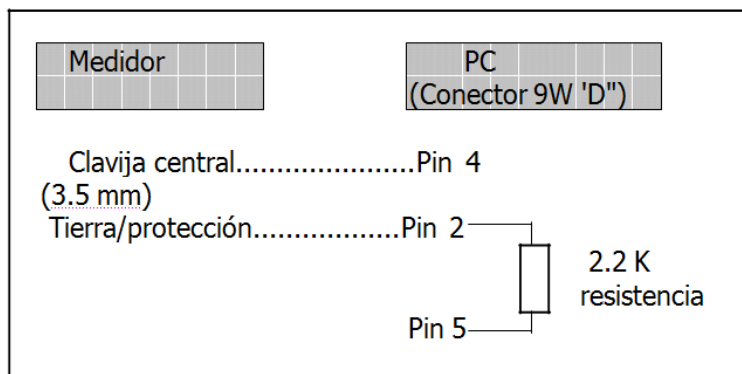 Medidor
PC
(Conector 9W 'D")
Clavija central......................Pin 4
(3.5 mm)
Tierra/protección...................Pin 2
2.2 K
resistencia
Pin 5